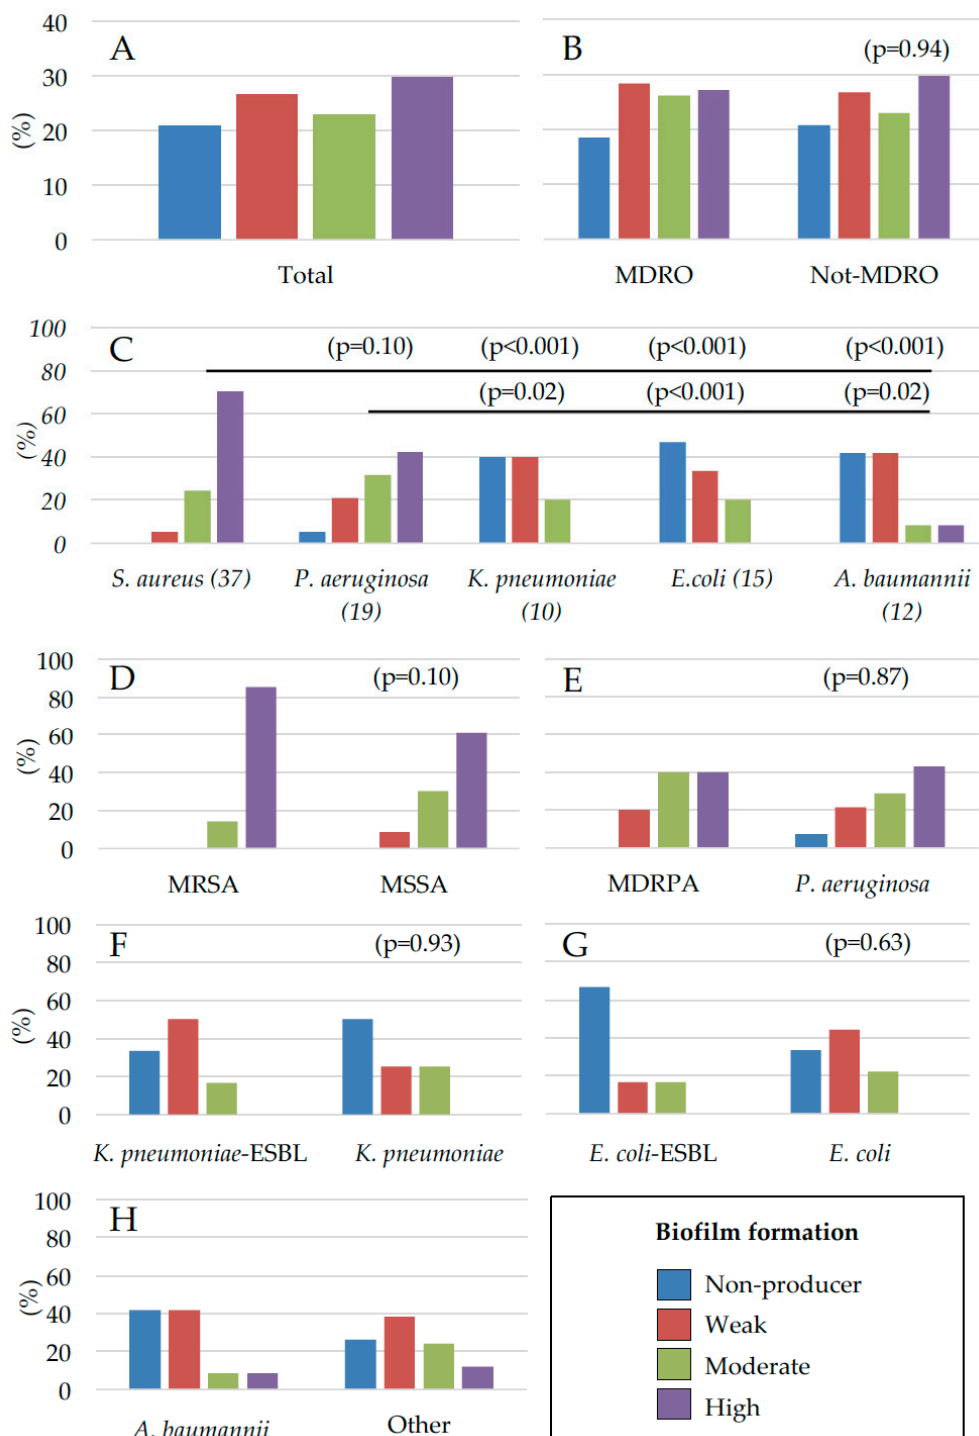 40
30
20
10
0
(%)
A
Total
B
(p=0.94)
MDRO
Not-MDRO
100
80
60
40
20
0
(%)
C
(p=0.10)
(p<0.001)
(p<0.001)
(p<0.001)
(p=0.02)
(p<0.001)
(p=0.02)
S. aureus (37)
P. aeruginosa
(19)
K. pneumoniae
(10)
E.coli (15)
A. baumannii
(12)
100
80
60
40
20
0
(%)
D
(p=0.10)
MRSA
MSSA
E
(p=0.87)
MDRPA
P. aeruginosa
100
80
60
40
20
0
(%)
F
(p=0.93)
K. pneumoniae-ESBL
K. pneumoniae
G
(p=0.63)
E. coli-ESBL
E. coli
100
80
60
40
20
0
(%)
H
A. baumannii
Other
Biofilm formation
Non-producer
Weak
Moderate
High